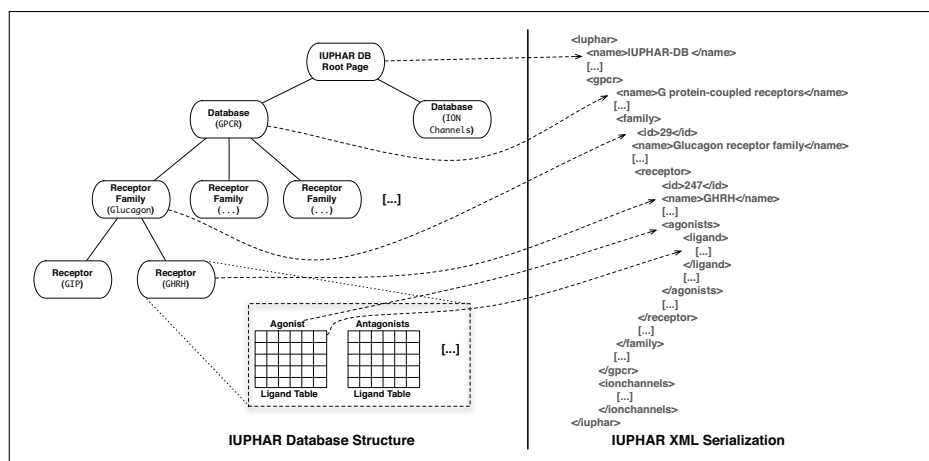 IUPHAR DB
Root Page
Database
(GPCR)
Database
(ION
Channels)
Receptor
Family
(Glucagon)
Receptor
Family
(...)
Receptor
Family
(...)
[...]
Receptor
(GIP)
Receptor
(GHRH)
Agonist
Antagonists
[...]
Ligand Table
Ligand Table
IUPHAR Database Structure
<iuphar>
<name>IUPHAR-DB </name>
[...]
<gpcr>
<name>G protein-coupled receptors</name>
[...]
<family>
<id>29</id>
<name>Glucagon receptor family</name>
[...]
<receptor>
<id>247</id>
<name>GHRH</name>
[...]
<agonists>
<ligand>
[...]
</ligand>
[...]
</agonists>
[...]
</receptor>
[...]
</family>
[...]
</gpcr>
<ionchannels>
[...]
</ionchannels>
</iuphar>
IUPHAR XML Serialization